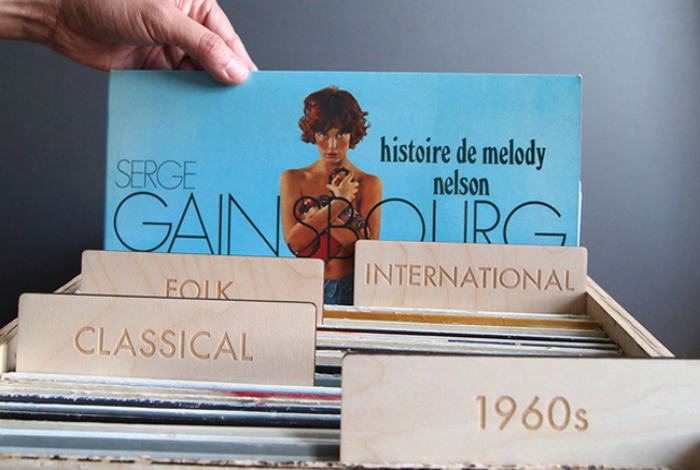 histoire de melody
nelson
SERGE
GAINSBOURG
FOLK
INTERNATIONAL
CLASSICAL
1960s